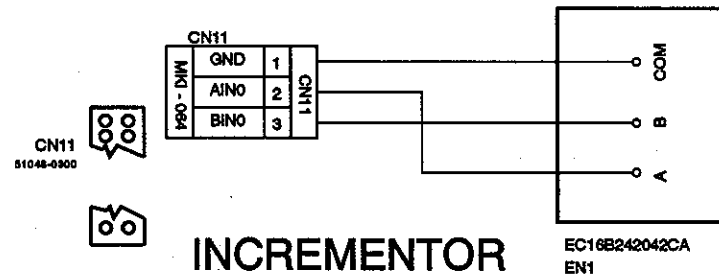 CN11
MKI - 064
GND 1
AIN0 2
BIN0 3
CN11
COM
B
A
CN11
51048-0300
INCREMENTOR
EC16B242042CA
EN1